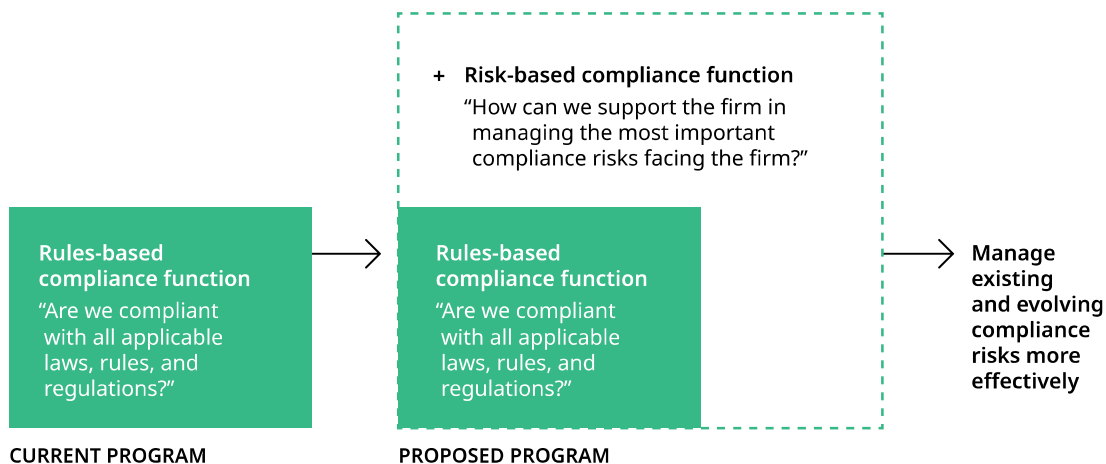 + Risk-based compliance function
“How can we support the firm in
managing the most important
compliance risks facing the firm?”
Rules-based
compliance function
“Are we compliant
with all applicable
laws, rules, and
regulations?”
CURRENT PROGRAM
Rules-based
compliance function
“Are we compliant
with all applicable
laws, rules, and
regulations?”
PROPOSED PROGRAM
Manage
existing
and evolving
compliance
risks more
effectively